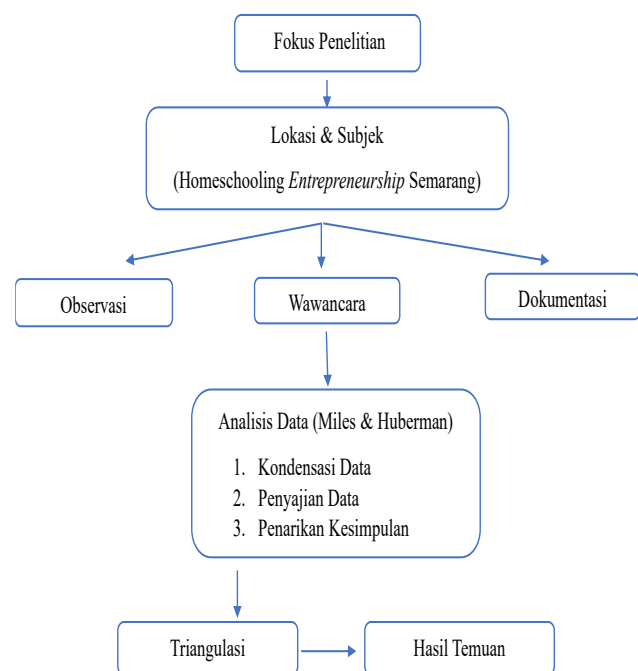 Fokus Penelitian
Lokasi & Subjek
(Homeschooling Entrepreneurship Semarang)
Observasi
Wawancara
Dokumentasi
Analisis Data (Miles & Huberman)
1. Kondensasi Data
2. Penyajian Data
3. Penarikan Kesimpulan
Triangulasi
Hasil Temuan